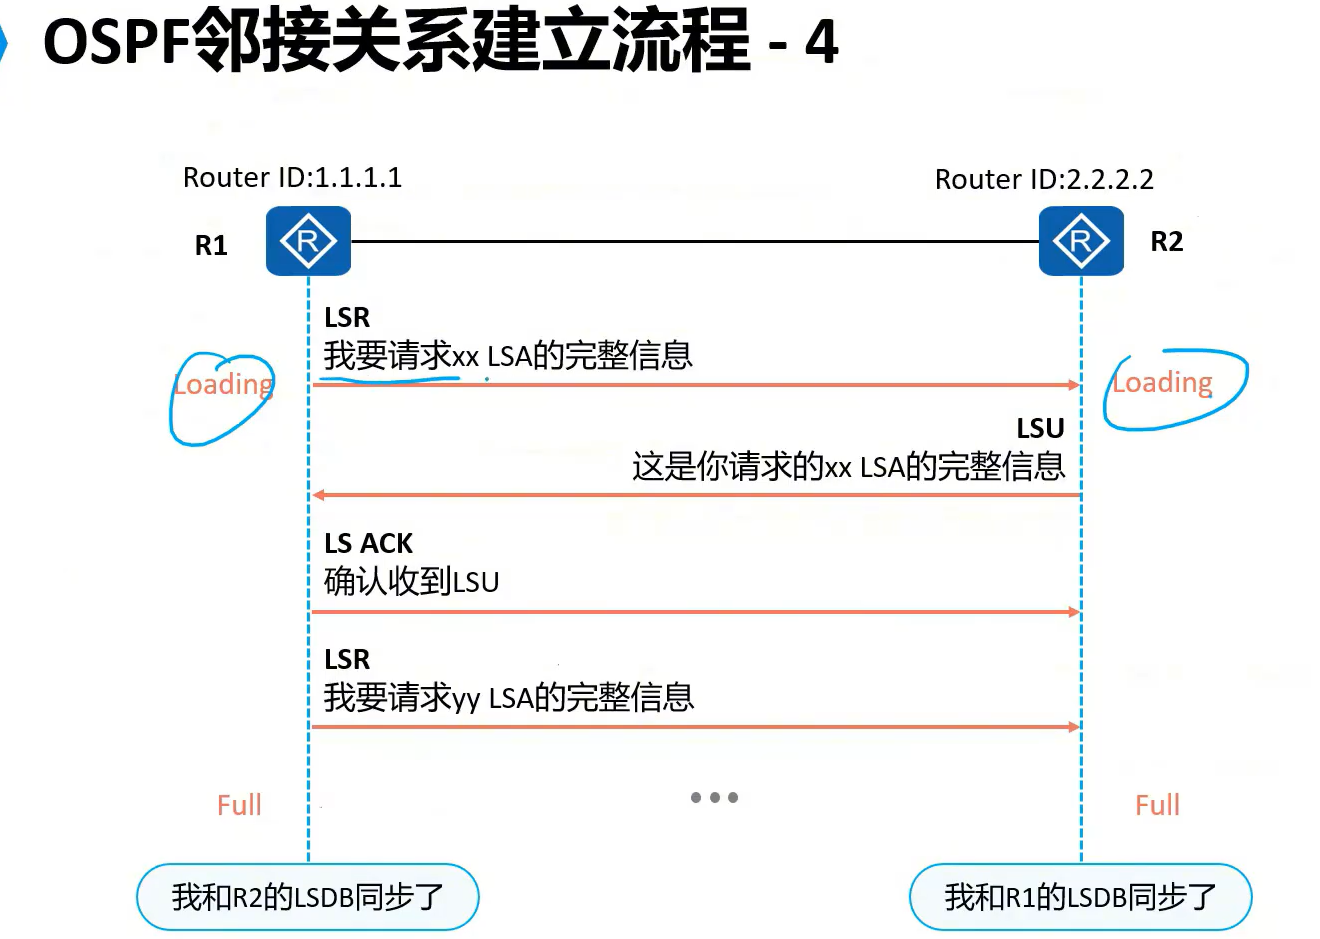 OSPF邻接关系建立流程 - 4
Router ID:1.1.1.1
Router ID:2.2.2.2
R1
R
R
R2
LSR
我要请求xx LSA的完整信息
Loading
Loading
LSU
这是你请求的xx LSA的完整信息
LS ACK
确认收到LSU
LSR
我要请求yy LSA的完整信息
Full
•••
Full
我和R2的LSDB同步了
我和R1的LSDB同步了